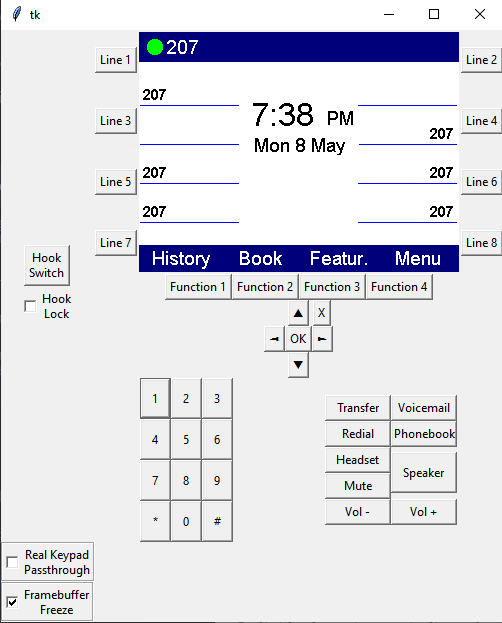 tk
207
Line 1
Line 2
207
7:38 PM
Line 3
Line 4
207
Mon 8 May
207
207
Line 5
Line 6
207
207
Line 7
Line 8
History Book Featur. Menu
Hook
Switch
Function 1 Function 2 Function 3 Function 4
Hook
Lock
▲ X
◄ OK ►
▼
1 2 3
4 5 6
7 8 9
* 0 #
Transfer Voicemail
Redial Phonebook
Headset
Speaker
Mute
Vol - Vol +
Real Keypad
Passthrough
Framebuffer
Freeze